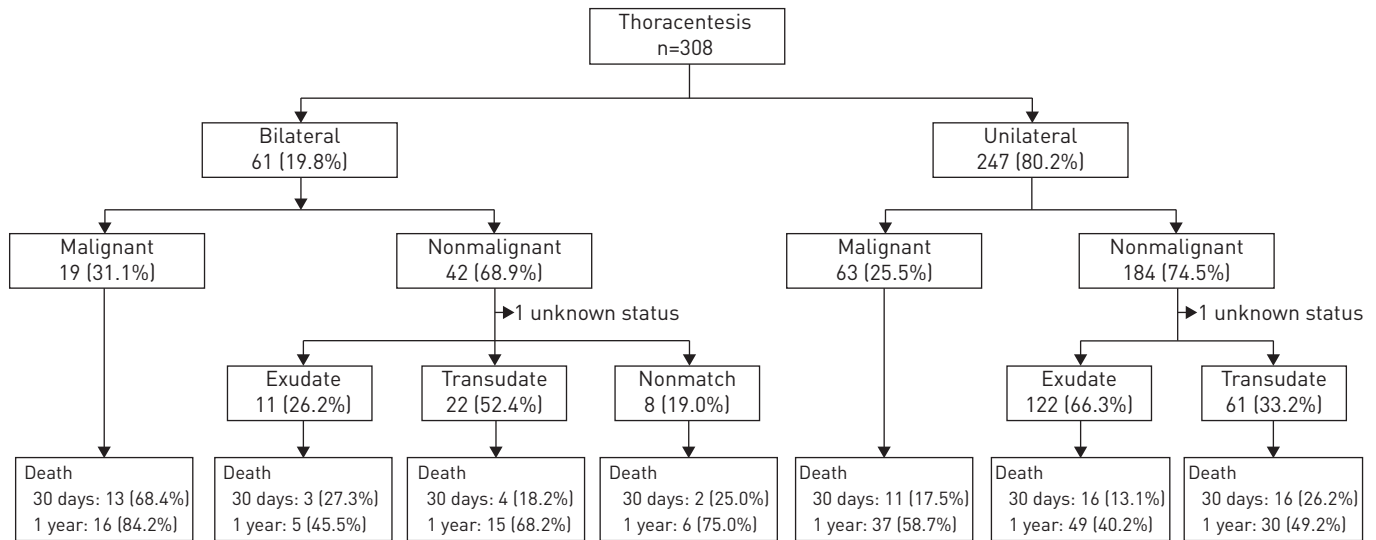 Thoracentesis
n=308
Bilateral
61 (19.8%)
Unilateral
247 (80.2%)
Malignant
19 (31.1%)
Nonmalignant
42 (68.9%)
Malignant
63 (25.5%)
Nonmalignant
184 (74.5%)
1 unknown status
1 unknown status
Exudate
11 (26.2%)
Transudate
22 (52.4%)
Nonmatch
8 (19.0%)
Exudate
122 (66.3%)
Transudate
61 (33.2%)
Death
30 days: 13 (68.4%)
1 year: 16 (84.2%)
Death
30 days: 3 (27.3%)
1 year: 5 (45.5%)
Death
30 days: 4 (18.2%)
1 year: 15 (68.2%)
Death
30 days: 2 (25.0%)
1 year: 6 (75.0%)
Death
30 days: 11 (17.5%)
1 year: 37 (58.7%)
Death
30 days: 16 (13.1%)
1 year: 49 (40.2%)
Death
30 days: 16 (26.2%)
1 year: 30 (49.2%)